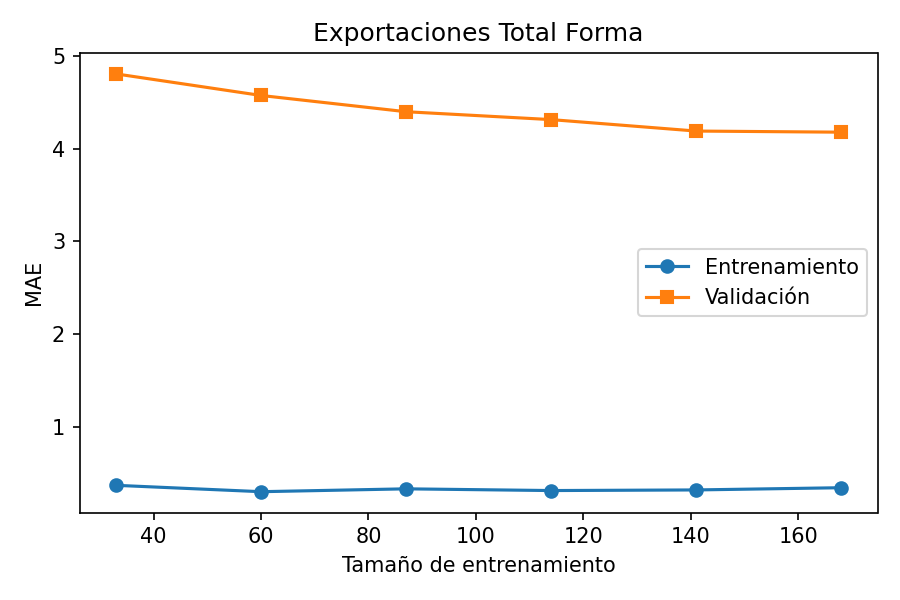 Exportaciones Total Forma
5
4
3
2
1
MAE
Entrenamiento
Validación
40 60 80 100 120 140 160
Tamaño de entrenamiento